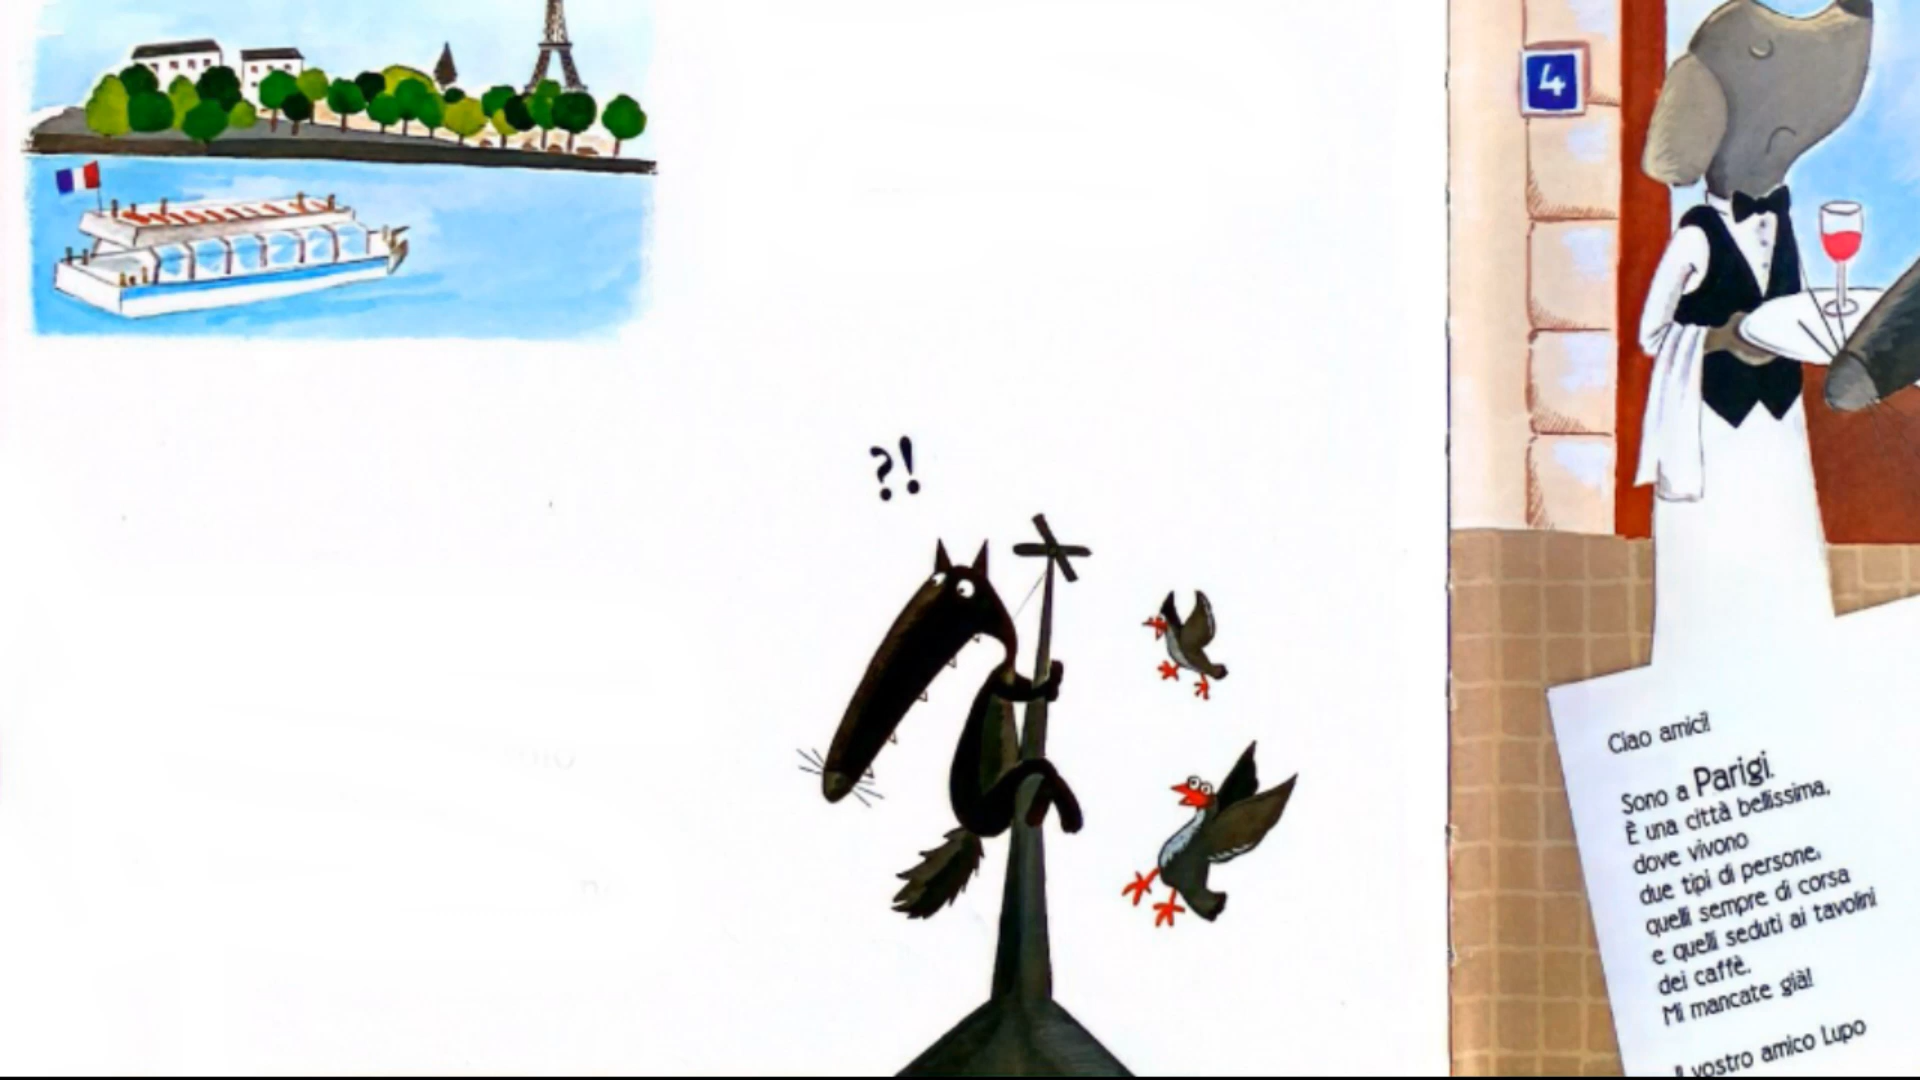 4
?!
Ciao amici!
Sono a Parigi.
È una città bellissima,
dove vivono
due tipi di persone,
quelli sempre di corsa
e quelli seduti ai tavolini
dei caffè.
Mi mancate già!
Il vostro amico Lupo